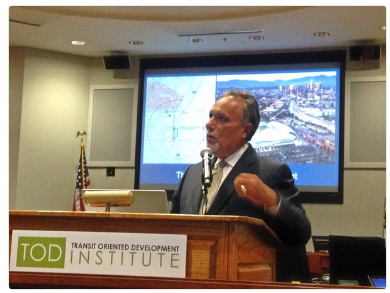 TOD
TRANSIT ORIENTED DEVELOPMENT
INSTITUTE